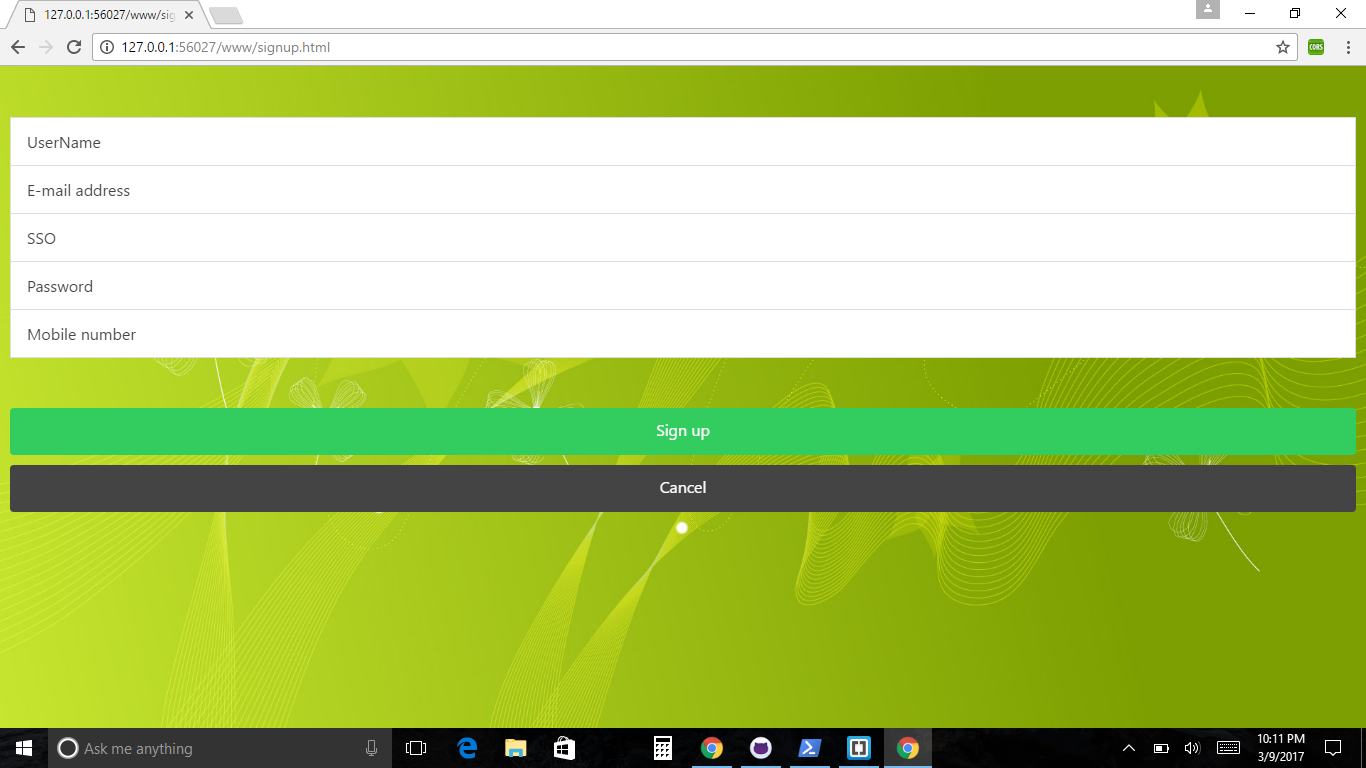 127.0.0.1:56027/www/sig
127.0.0.1:56027/www/signup.html
CORS
UserName
E-mail address
SSO
Password
Mobile number
Sign up
Cancel
Ask me anything
10:11 PM
3/9/2017